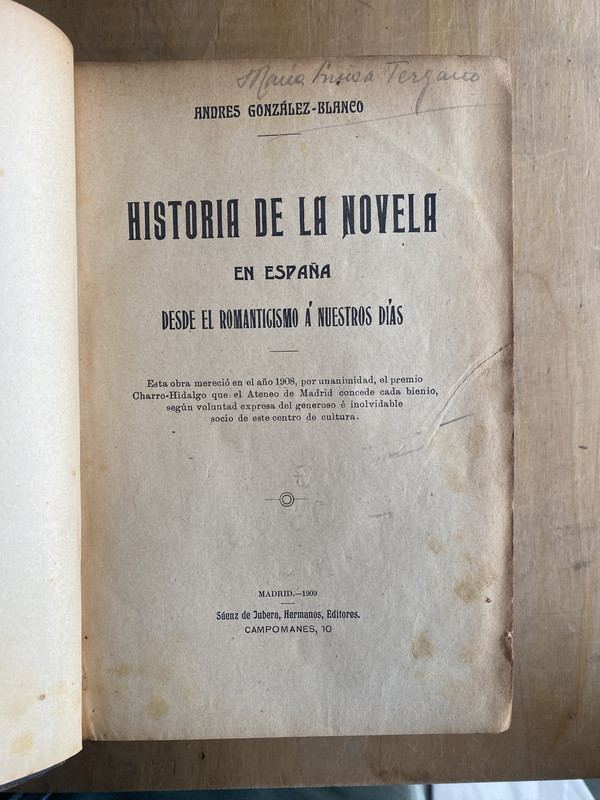 María Luisa
ANDRES GONZÁLEZ-BLANCO
HISTORIA DE LA NOVELA
EN ESPAÑA
DESDE EL ROMANTICISMO Á NUESTROS DÍAS
Esta obra mereció en el año 1908, por unanimidad, el premio
Charro-Hidalgo que el Ateneo de Madrid concede cada bienio,
según voluntad expresa del generoso é inolvidable
socio de este centro de cultura.
MADRID.—1909
Sáenz de Jubera, Hermanos, Editores.
CAMPOMANES, 10